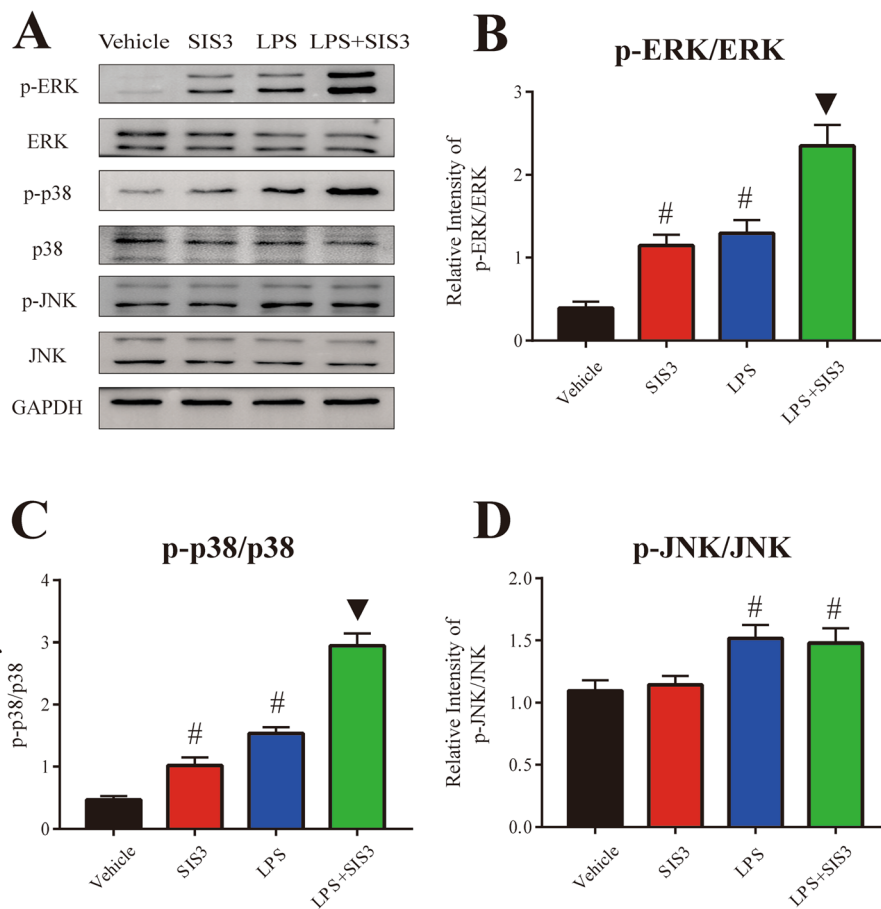 A
Vehicle SIS3 LPS LPS+SIS3
p-ERK
ERK
p-p38
p38
p-JNK
JNK
GAPDH
B
p-ERK/ERK
Relative Intensity of
p-ERK/ERK
3
2
1
0
#
#
Vehicle
SIS3
LPS
LPS+SIS3
C
p-p38/p38
p-p38/p38
4
3
2
1
0
#
#
Vehicle
SIS3
LPS
LPS+SIS3
D
p-JNK/JNK
Relative Intensity of
p-JNK/JNK
2.0
1.5
1.0
0.5
0.0
#
#
Vehicle
SIS3
LPS
LPS+SIS3